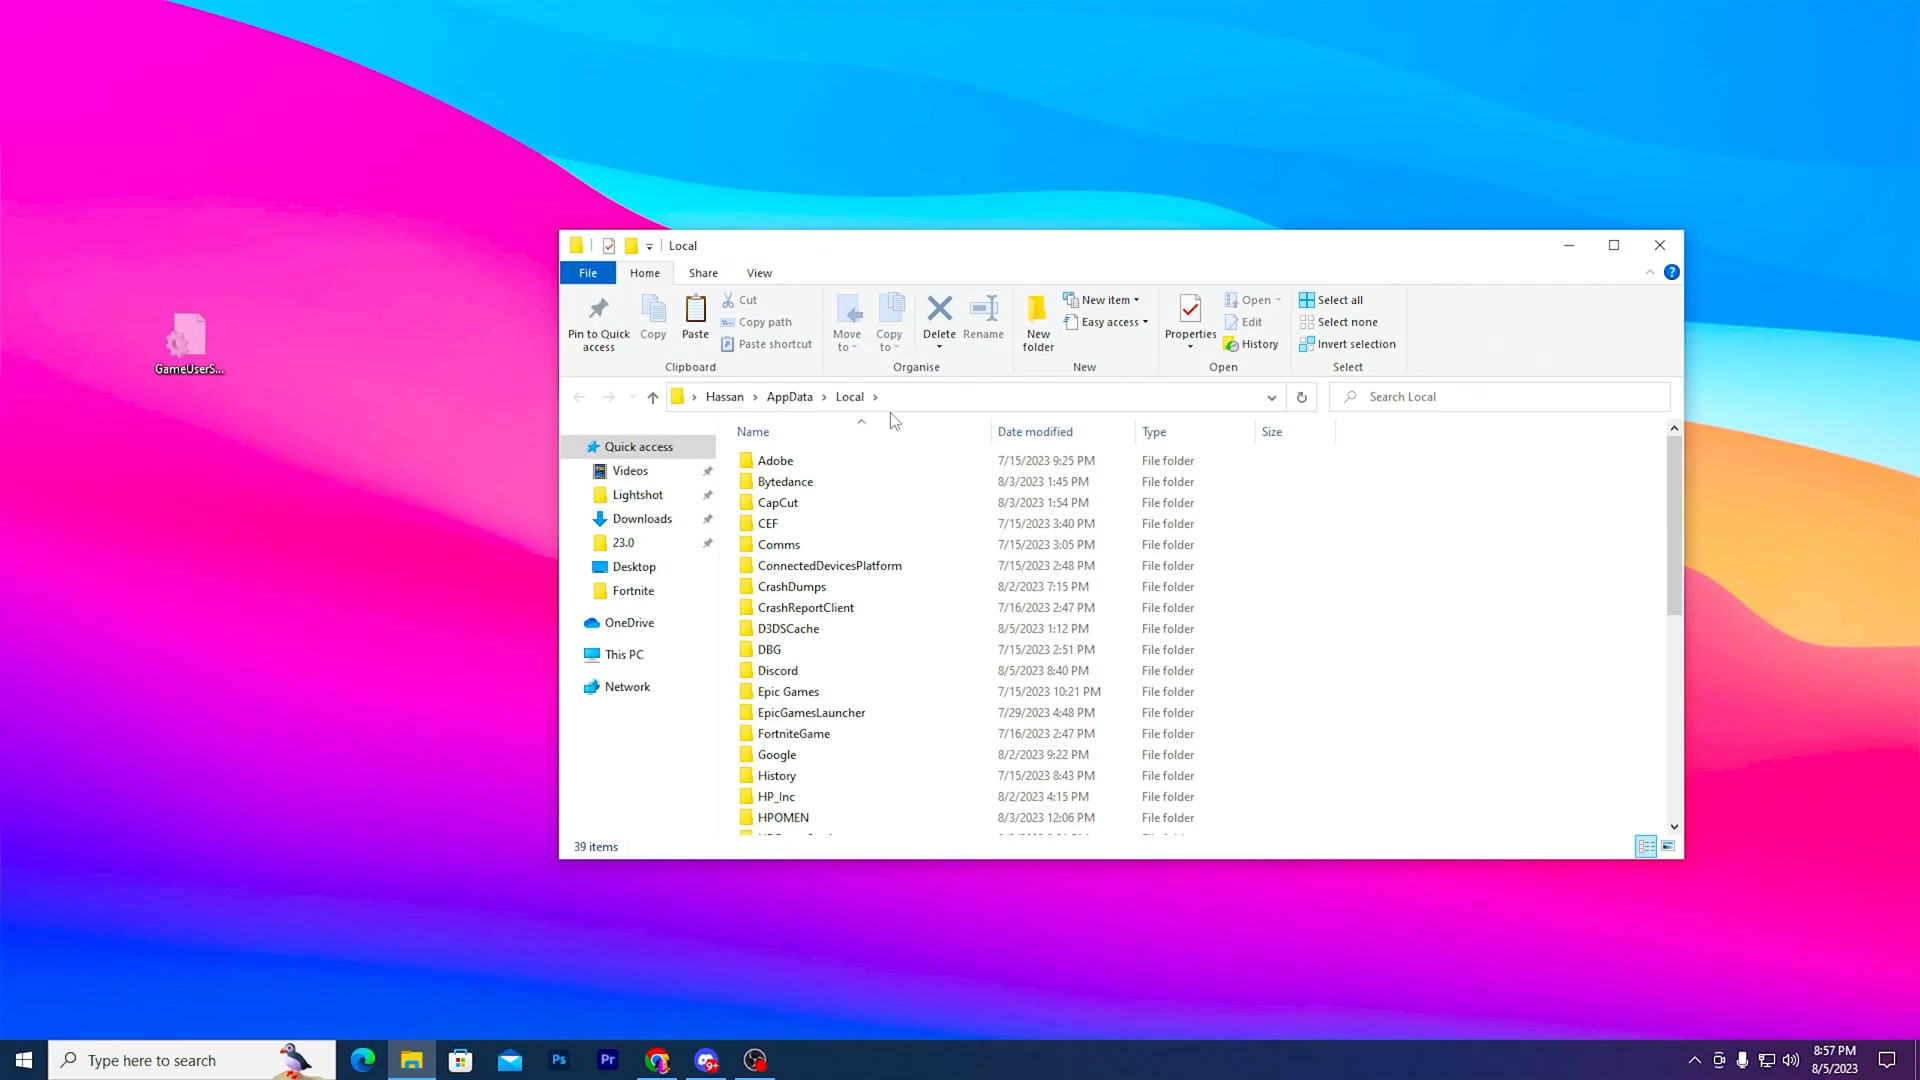 GameUserS...
Local
File
Home
Share
View
Pin to Quick access
Copy
Paste
Cut
Copy path
Paste shortcut
Clipboard
Move to
Copy to
Delete
Rename
Organise
New folder
New item
Easy access
New
Properties
Open
Edit
History
Open
Select all
Select none
Invert selection
Select
Hassan > AppData > Local >
Search Local
Quick access
Videos
Lightshot
Downloads
23.0
Desktop
Fortnite
OneDrive
This PC
Network
Name Date modified Type Size
Adobe 7/15/2023 9:25 PM File folder
Bytedance 8/3/2023 1:45 PM File folder
CapCut 8/3/2023 1:54 PM File folder
CEF 7/15/2023 3:40 PM File folder
Comms 7/15/2023 3:05 PM File folder
ConnectedDevicesPlatform 7/15/2023 2:48 PM File folder
CrashDumps 8/2/2023 7:15 PM File folder
CrashReportClient 7/16/2023 2:47 PM File folder
D3DSCache 8/5/2023 1:12 PM File folder
DBG 7/15/2023 2:51 PM File folder
Discord 8/5/2023 8:40 PM File folder
Epic Games 7/15/2023 10:21 PM File folder
EpicGamesLauncher 7/29/2023 4:48 PM File folder
FortniteGame 7/16/2023 2:47 PM File folder
Google 8/2/2023 9:22 PM File folder
History 7/15/2023 8:43 PM File folder
HP_Inc 8/2/2023 4:15 PM File folder
HPOMEN 8/3/2023 12:06 PM File folder
39 items
Type here to search
Ps
Pr
9+
8:57 PM
8/5/2023